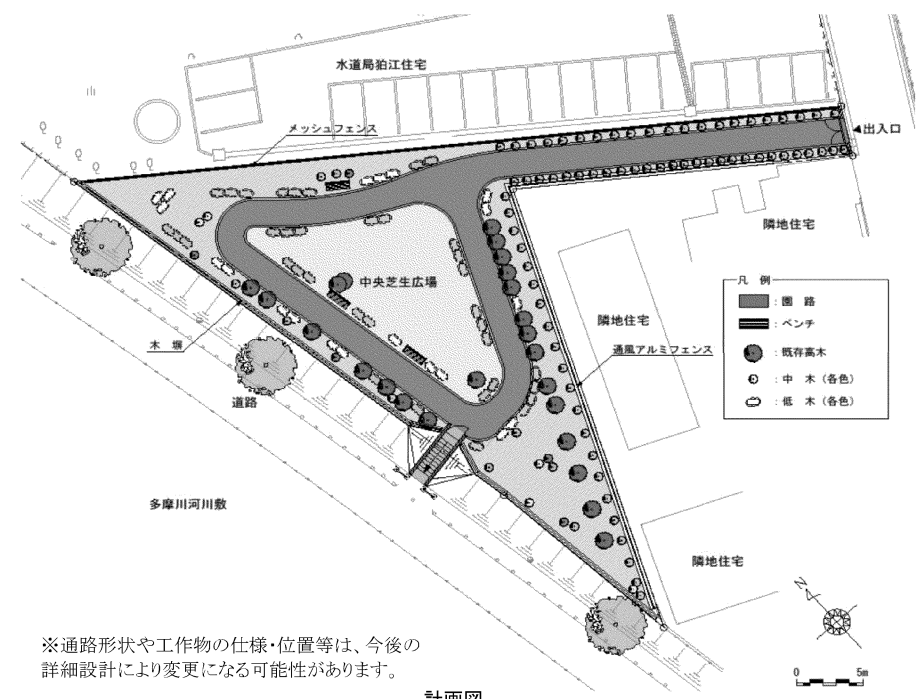 水道局狛江住宅
メッシュフェンス
出入口
隣地住宅
中央芝生広場
凡 例
：園 路
：ベンチ
：既存高木
：中 木（各色）
：低 木（各色）
隣地住宅
通風アルミフェンス
木 塀
道路
多摩川河川敷
隣地住宅
N
0 5m
※通路形状や工作物の仕様・位置等は、今後の
詳細設計により変更になる可能性があります。
計画図